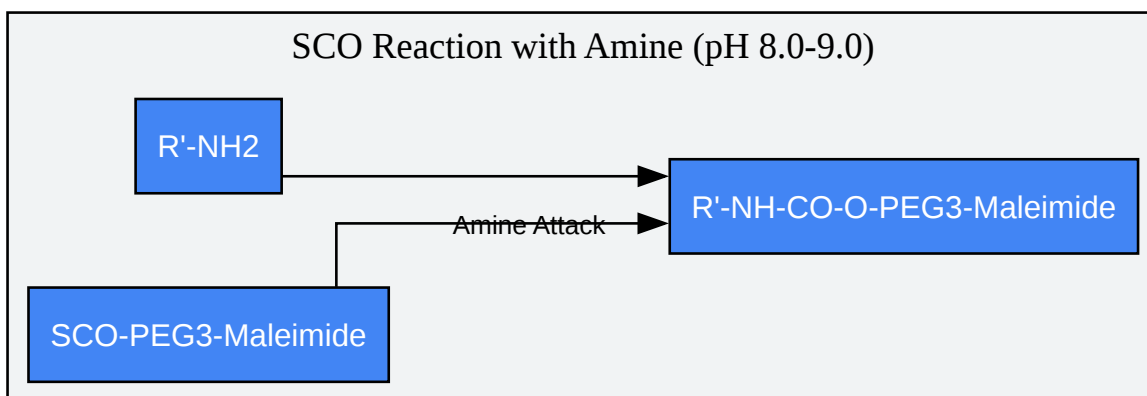 SCO Reaction with Amine (pH 8.0-9.0)
R'-NH2
R'-NH-CO-O-PEG3-Maleimide
Amine Attack
SCO-PEG3-Maleimide